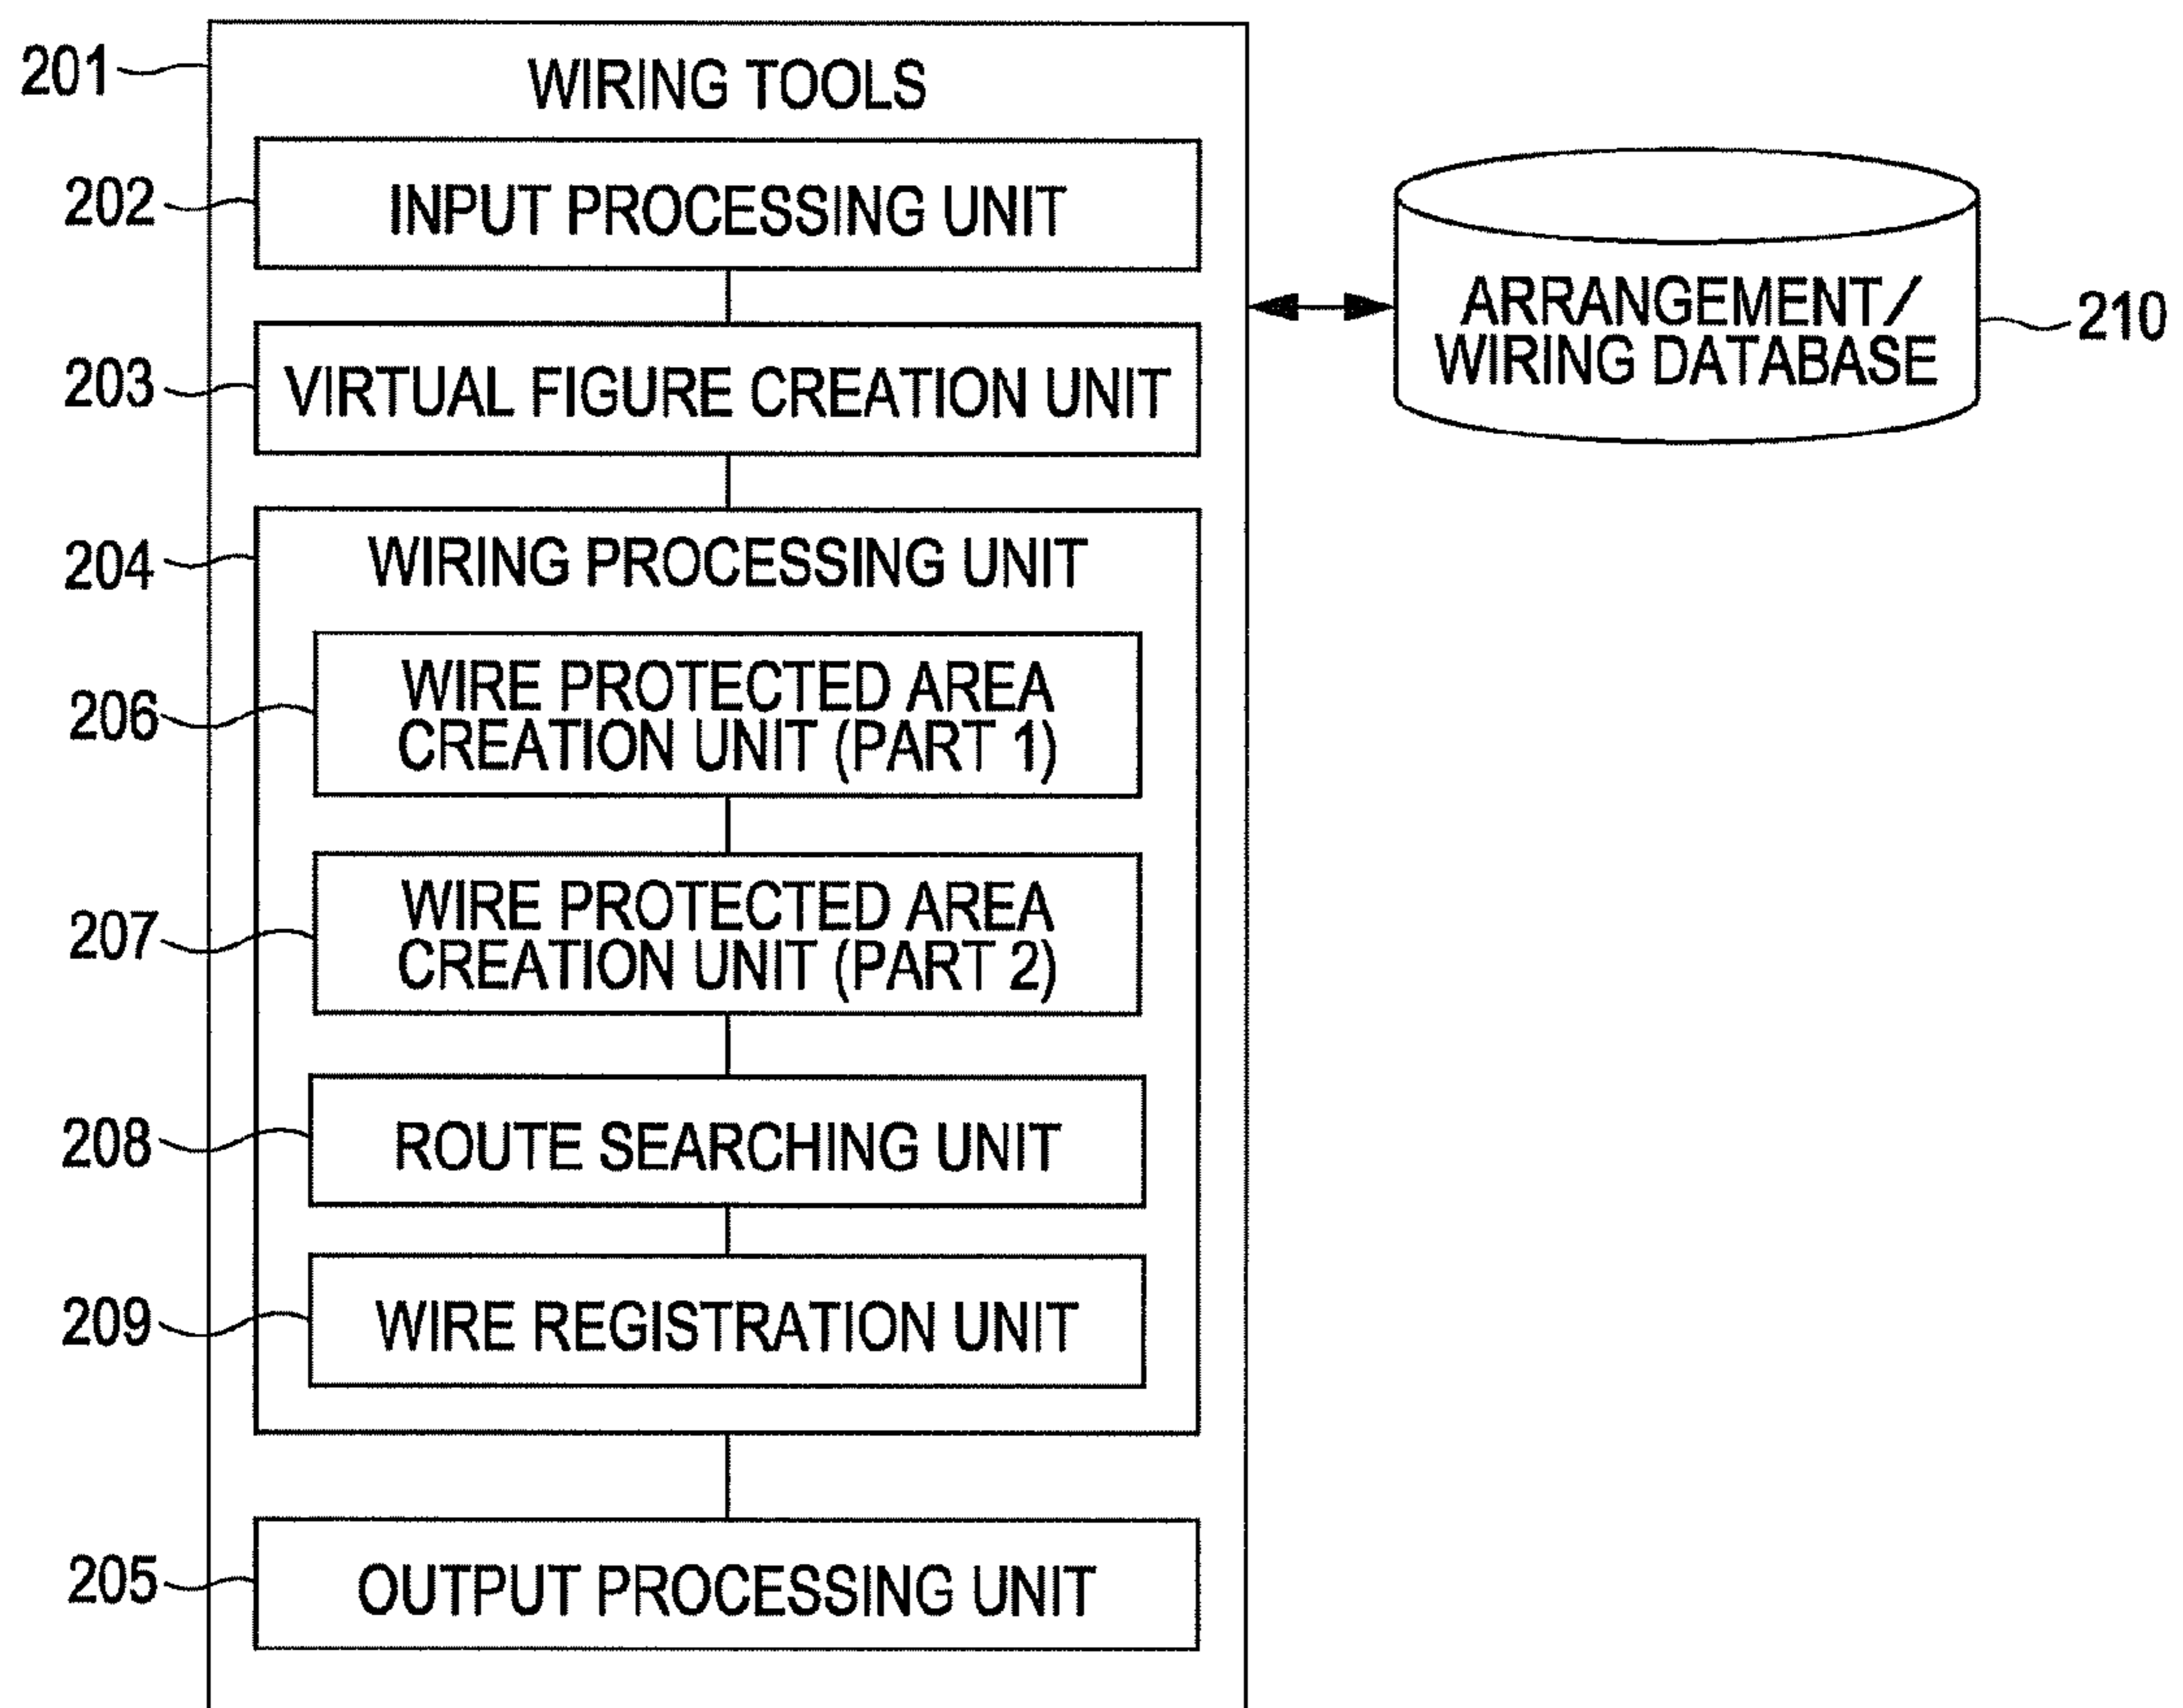 201
WIRING TOOLS
202
INPUT PROCESSING UNIT
203
VIRTUAL FIGURE CREATION UNIT
204
WIRING PROCESSING UNIT
206
WIRE PROTECTED AREA
CREATION UNIT (PART 1)
207
WIRE PROTECTED AREA
CREATION UNIT (PART 2)
208
ROUTE SEARCHING UNIT
209
WIRE REGISTRATION UNIT
205
OUTPUT PROCESSING UNIT
ARRANGEMENT/
WIRING DATABASE
210